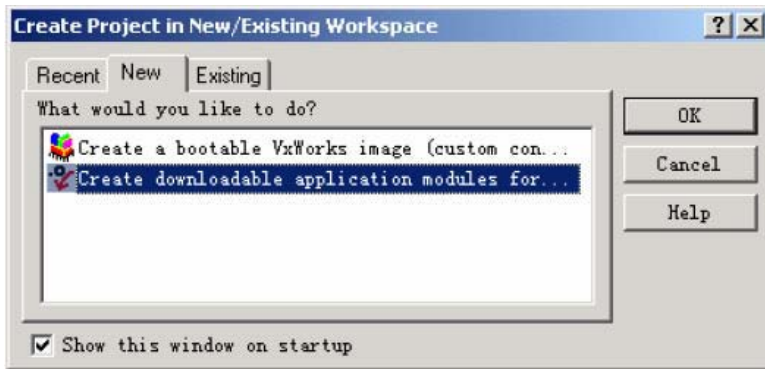 Create Project in New/Existing Workspace
Recent New Existing
What would you like to do?
Create a bootable VxWorks image (custom con...
Create downloadable application modules for...
OK
Cancel
Help
Show this window on startup